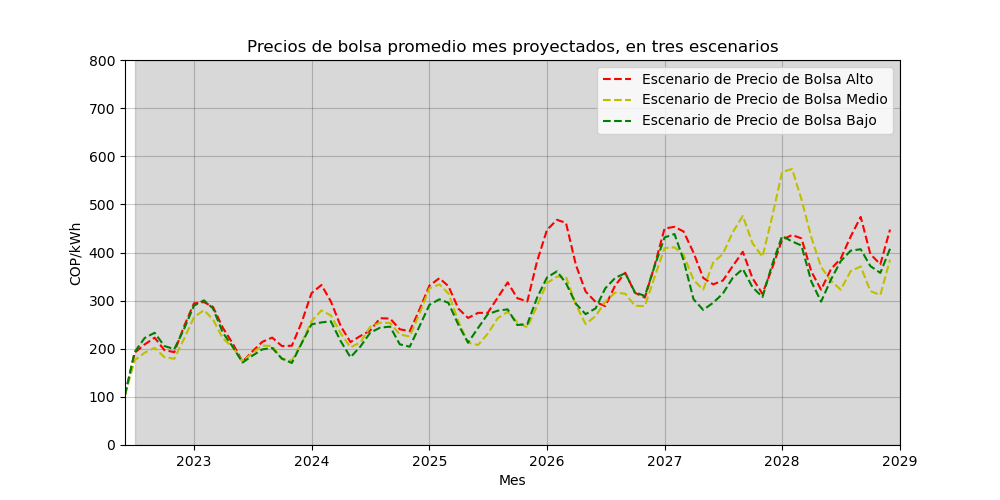 Precios de bolsa promedio mes proyectados, en tres escenarios
800
700
600
500
400
300
200
100
0
COP/kWh
Escenario de Precio de Bolsa Alto
Escenario de Precio de Bolsa Medio
Escenario de Precio de Bolsa Bajo
2023 2024 2025 2026 2027 2028 2029
Mes